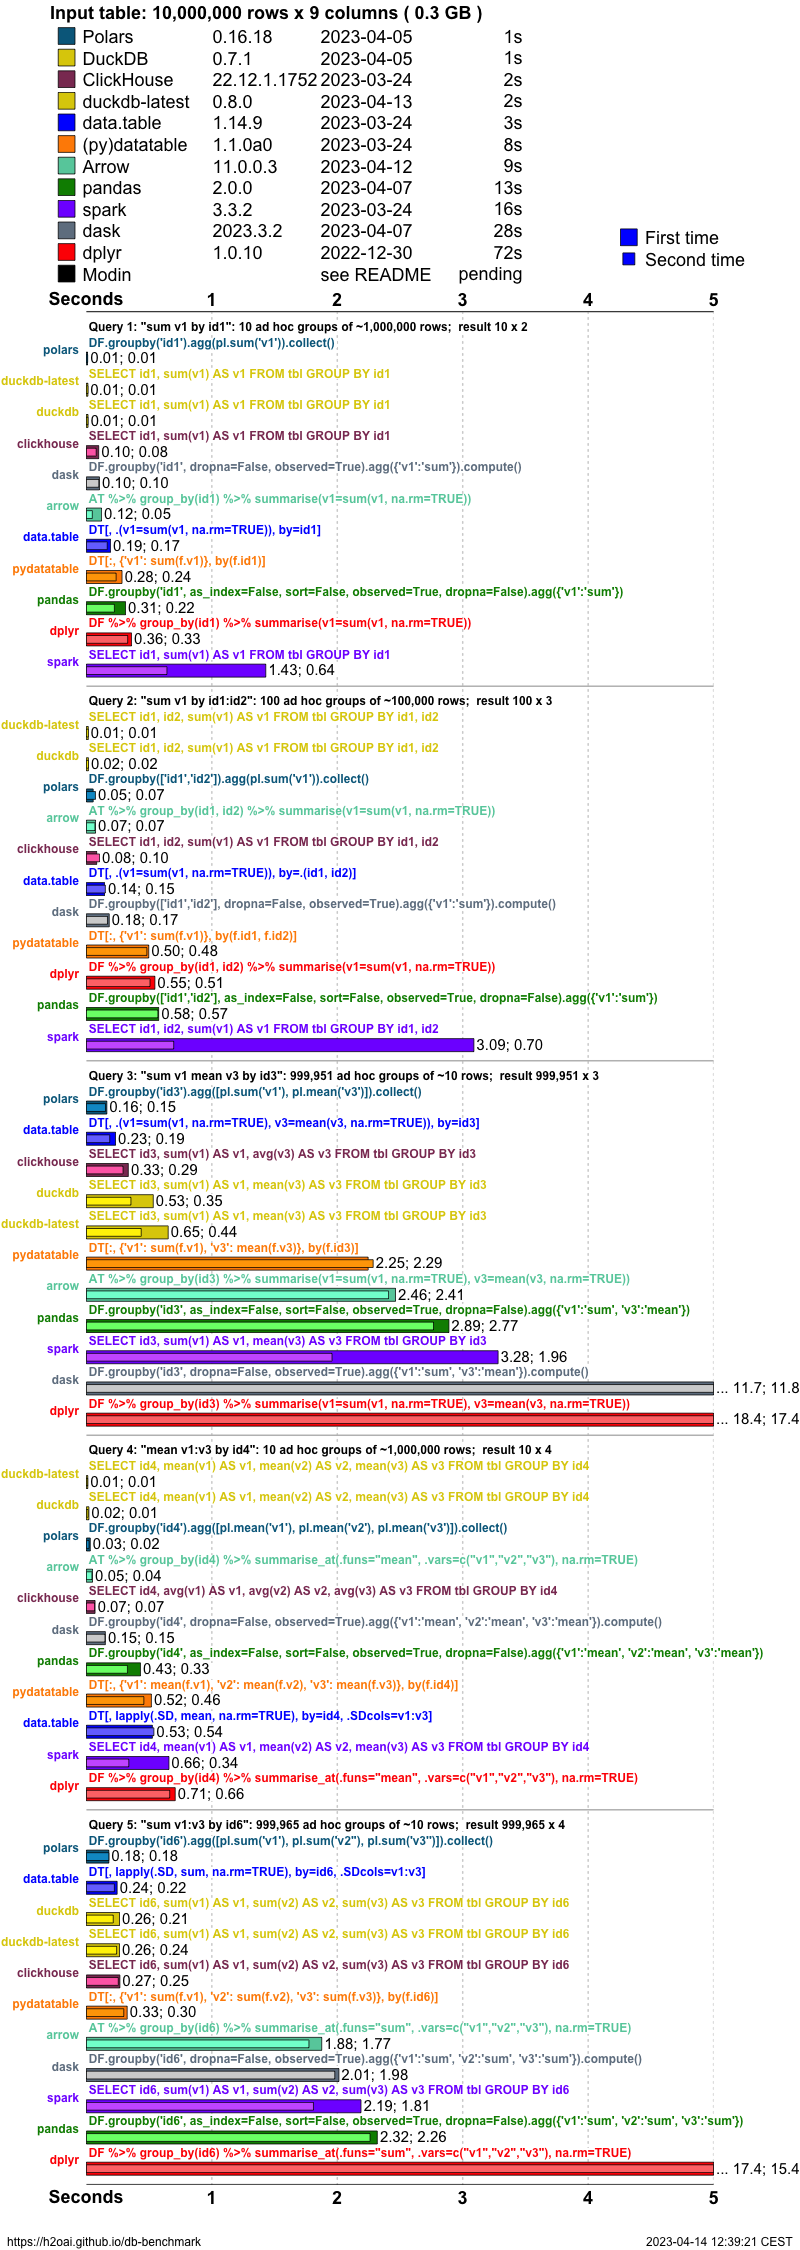 Input table: 10,000,000 rows x 9 columns ( 0.3 GB )
Polars 0.16.18 2023-04-05 1s
DuckDB 0.7.1 2023-04-05 1s
ClickHouse 22.12.1.1752 2023-03-24 2s
duckdb-latest 0.8.0 2023-04-13 2s
data.table 1.14.9 2023-03-24 3s
(py)datatable 1.1.0a0 2023-03-24 8s
Arrow 11.0.0.3 2023-04-12 9s
pandas 2.0.0 2023-04-07 13s
spark 3.3.2 2023-03-24 16s
dask 2023.3.2 2023-04-07 28s
dplyr 1.0.10 2022-12-30 72s
Modin see README pending
First time
Second time
Seconds 1 2 3 4 5
Query 1: "sum v1 by id1": 10 ad hoc groups of ~1,000,000 rows; result 10 x 2
polars DF.groupby('id1').agg(pl.sum('v1')).collect()
0.01; 0.01
duckdb-latest SELECT id1, sum(v1) AS v1 FROM tbl GROUP BY id1
0.01; 0.01
duckdb SELECT id1, sum(v1) AS v1 FROM tbl GROUP BY id1
0.01; 0.01
clickhouse SELECT id1, sum(v1) AS v1 FROM tbl GROUP BY id1
0.10; 0.08
dask DF.groupby('id1', dropna=False, observed=True).agg({'v1':'sum'}).compute()
0.10; 0.10
arrow AT %>% group_by(id1) %>% summarise(v1=sum(v1, na.rm=TRUE))
0.12; 0.05
data.table DT[, .(v1=sum(v1, na.rm=TRUE)), by=id1]
0.19; 0.17
pydatatable DT[:, {'v1': sum(f.v1)}, by(f.id1)]
0.28; 0.24
pandas DF.groupby('id1', as_index=False, sort=False, observed=True, dropna=False).agg({'v1':'sum'})
0.31; 0.22
dplyr DF %>% group_by(id1) %>% summarise(v1=sum(v1, na.rm=TRUE))
0.36; 0.33
spark SELECT id1, sum(v1) AS v1 FROM tbl GROUP BY id1
1.43; 0.64
Query 2: "sum v1 by id1:id2": 100 ad hoc groups of ~100,000 rows; result 100 x 3
duckdb-latest SELECT id1, id2, sum(v1) AS v1 FROM tbl GROUP BY id1, id2
0.01; 0.01
duckdb SELECT id1, id2, sum(v1) AS v1 FROM tbl GROUP BY id1, id2
0.02; 0.02
polars DF.groupby(['id1','id2']).agg(pl.sum('v1')).collect()
0.05; 0.07
arrow AT %>% group_by(id1, id2) %>% summarise(v1=sum(v1, na.rm=TRUE))
0.07; 0.07
clickhouse SELECT id1, id2, sum(v1) AS v1 FROM tbl GROUP BY id1, id2
0.08; 0.10
data.table DT[, .(v1=sum(v1, na.rm=TRUE)), by=.(id1, id2)]
0.14; 0.15
dask DF.groupby(['id1','id2'], dropna=False, observed=True).agg({'v1':'sum'}).compute()
0.18; 0.17
pydatatable DT[:, {'v1': sum(f.v1)}, by(f.id1, f.id2)]
0.50; 0.48
dplyr DF %>% group_by(id1, id2) %>% summarise(v1=sum(v1, na.rm=TRUE))
0.55; 0.51
pandas DF.groupby(['id1','id2'], as_index=False, sort=False, observed=True, dropna=False).agg({'v1':'sum'})
0.58; 0.57
spark SELECT id1, id2, sum(v1) AS v1 FROM tbl GROUP BY id1, id2
3.09; 0.70
Query 3: "sum v1 mean v3 by id3": 999,951 ad hoc groups of ~10 rows; result 999,951 x 3
polars DF.groupby('id3').agg([pl.sum('v1'), pl.mean('v3')]).collect()
0.16; 0.15
data.table DT[, .(v1=sum(v1, na.rm=TRUE), v3=mean(v3, na.rm=TRUE)), by=id3]
0.23; 0.19
clickhouse SELECT id3, sum(v1) AS v1, avg(v3) AS v3 FROM tbl GROUP BY id3
0.33; 0.29
duckdb SELECT id3, sum(v1) AS v1, mean(v3) AS v3 FROM tbl GROUP BY id3
0.53; 0.35
duckdb-latest SELECT id3, sum(v1) AS v1, mean(v3) AS v3 FROM tbl GROUP BY id3
0.65; 0.44
pydatatable DT[:, {'v1': sum(f.v1), 'v3': mean(f.v3)}, by(f.id3)]
2.25; 2.29
arrow AT %>% group_by(id3) %>% summarise(v1=sum(v1, na.rm=TRUE), v3=mean(v3, na.rm=TRUE))
2.46; 2.41
pandas DF.groupby('id3', as_index=False, sort=False, observed=True, dropna=False).agg({'v1':'sum', 'v3':'mean'})
2.89; 2.77
spark SELECT id3, sum(v1) AS v1, mean(v3) AS v3 FROM tbl GROUP BY id3
3.28; 1.96
dask DF.groupby('id3', dropna=False, observed=True).agg({'v1':'sum', 'v3':'mean'}).compute()
... 11.7; 11.8
dplyr DF %>% group_by(id3) %>% summarise(v1=sum(v1, na.rm=TRUE), v3=mean(v3, na.rm=TRUE))
... 18.4; 17.4
Query 4: "mean v1:v3 by id4": 10 ad hoc groups of ~1,000,000 rows; result 10 x 4
duckdb-latest SELECT id4, mean(v1) AS v1, mean(v2) AS v2, mean(v3) AS v3 FROM tbl GROUP BY id4
0.01; 0.01
duckdb SELECT id4, mean(v1) AS v1, mean(v2) AS v2, mean(v3) AS v3 FROM tbl GROUP BY id4
0.02; 0.01
polars DF.groupby('id4').agg([pl.mean('v1'), pl.mean('v2'), pl.mean('v3')]).collect()
0.03; 0.02
arrow AT %>% group_by(id4) %>% summarise_at(.funs="mean", .vars=c("v1","v2","v3"), na.rm=TRUE)
0.05; 0.04
clickhouse SELECT id4, avg(v1) AS v1, avg(v2) AS v2, avg(v3) AS v3 FROM tbl GROUP BY id4
0.07; 0.07
dask DF.groupby('id4', dropna=False, observed=True).agg({'v1':'mean', 'v2':'mean', 'v3':'mean'}).compute()
0.15; 0.15
pandas DF.groupby('id4', as_index=False, sort=False, observed=True, dropna=False).agg({'v1':'mean', 'v2':'mean', 'v3':'mean'})
0.43; 0.33
pydatatable DT[:, {'v1': mean(f.v1), 'v2': mean(f.v2), 'v3': mean(f.v3)}, by(f.id4)]
0.52; 0.46
data.table DT[, lapply(.SD, mean, na.rm=TRUE), by=id4, .SDcols=v1:v3]
0.53; 0.54
spark SELECT id4, mean(v1) AS v1, mean(v2) AS v2, mean(v3) AS v3 FROM tbl GROUP BY id4
0.66; 0.34
dplyr DF %>% group_by(id4) %>% summarise_at(.funs="mean", .vars=c("v1","v2","v3"), na.rm=TRUE)
0.71; 0.66
Query 5: "sum v1:v3 by id6": 999,965 ad hoc groups of ~10 rows; result 999,965 x 4
polars DF.groupby('id6').agg([pl.sum('v1'), pl.sum('v2"), pl.sum('v3")]).collect()
0.18; 0.18
data.table DT[, lapply(.SD, sum, na.rm=TRUE), by=id6, .SDcols=v1:v3]
0.24; 0.22
duckdb SELECT id6, sum(v1) AS v1, sum(v2) AS v2, sum(v3) AS v3 FROM tbl GROUP BY id6
0.26; 0.21
duckdb-latest SELECT id6, sum(v1) AS v1, sum(v2) AS v2, sum(v3) AS v3 FROM tbl GROUP BY id6
0.26; 0.24
clickhouse SELECT id6, sum(v1) AS v1, sum(v2) AS v2, sum(v3) AS v3 FROM tbl GROUP BY id6
0.27; 0.25
pydatatable DT[:, {'v1': sum(f.v1), 'v2': sum(f.v2), 'v3': sum(f.v3)}, by(f.id6)]
0.33; 0.30
arrow AT %>% group_by(id6) %>% summarise_at(.funs="sum", .vars=c("v1","v2","v3"), na.rm=TRUE)
1.88; 1.77
dask DF.groupby('id6', dropna=False, observed=True).agg({'v1':'sum', 'v2':'sum', 'v3':'sum'}).compute()
2.01; 1.98
spark SELECT id6, sum(v1) AS v1, sum(v2) AS v2, sum(v3) AS v3 FROM tbl GROUP BY id6
2.19; 1.81
pandas DF.groupby('id6', as_index=False, sort=False, observed=True, dropna=False).agg({'v1':'sum', 'v2':'sum', 'v3':'sum'})
2.32; 2.26
dplyr DF %>% group_by(id6) %>% summarise_at(.funs="sum", .vars=c("v1","v2","v3"), na.rm=TRUE)
... 17.4; 15.4
Seconds 1 2 3 4 5
https://h2oai.github.io/db-benchmark 2023-04-14 12:39:21 CEST